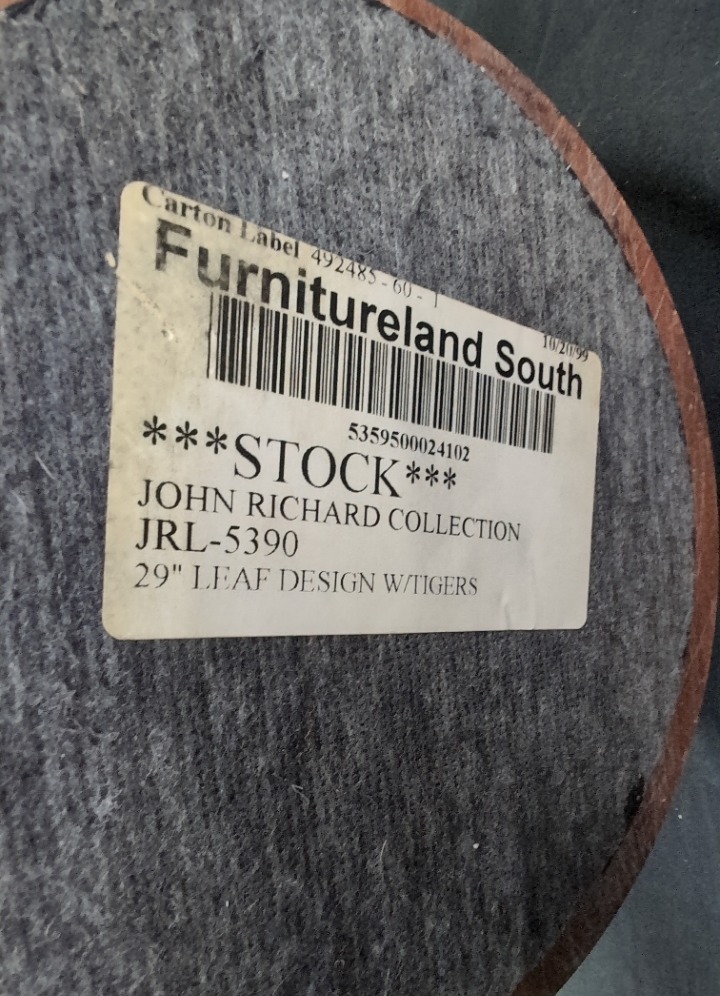 Carton Label 492485-60-1
10/20/99
Furnitureland South
5359500024102
***STOCK***
JOHN RICHARD COLLECTION
JRL-5390
29" LEAF DESIGN W/TIGERS